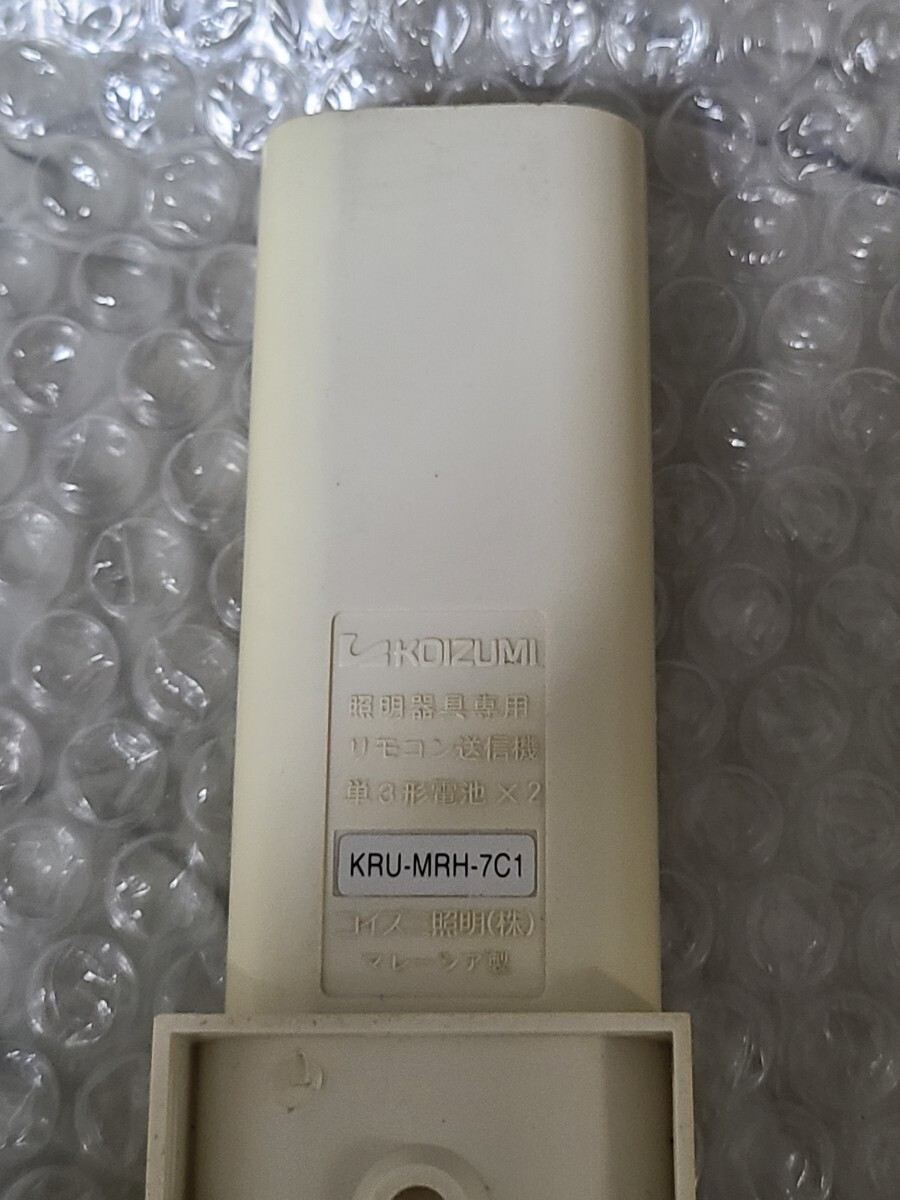 KOIZUMI
照明器具専用
リモコン送信機
単3形電池×2
KRU-MRH-7C1
コイズミ照明(株)
マレーシア製